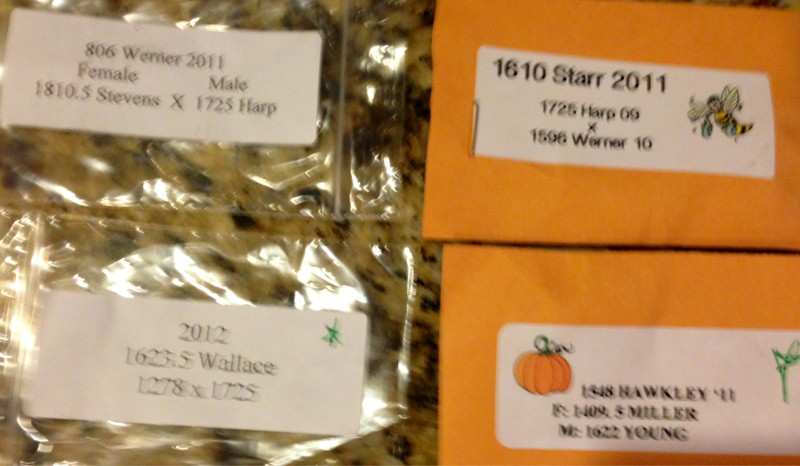 806 Werner 2011
Female Male
1810.5 Stevens X 1725 Harp
1610 Starr 2011
1725 Harp 09
X
1596 Werner 10
2012
1623.5 Wallace
1278 x 1725
1548 HAWKLEY '11
F: 1409.5 MILLER
M: 1622 YOUNG